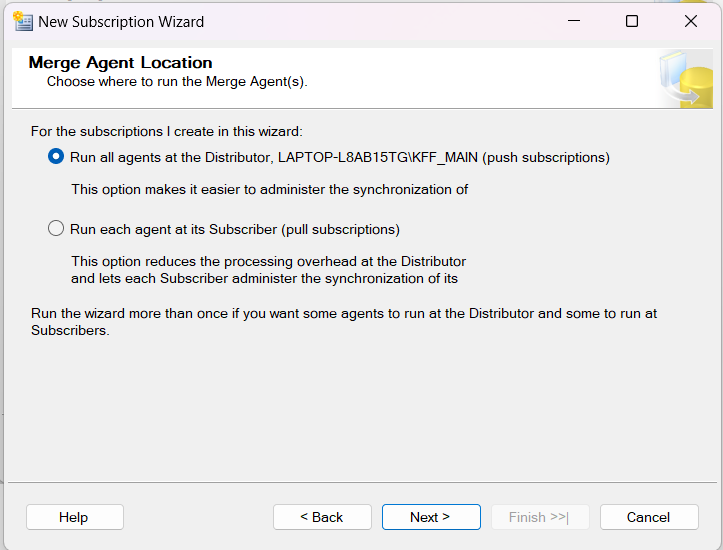 New Subscription Wizard
Merge Agent Location
Choose where to run the Merge Agent(s).
For the subscriptions I create in this wizard:
Run all agents at the Distributor, LAPTOP-L8AB15TG\KFF_MAIN (push subscriptions)
This option makes it easier to administer the synchronization of
Run each agent at its Subscriber (pull subscriptions)
This option reduces the processing overhead at the Distributor
and lets each Subscriber administer the synchronization of its
Run the wizard more than once if you want some agents to run at the Distributor and some to run at
Subscribers.
Help
< Back
Next >
Finish >>|
Cancel